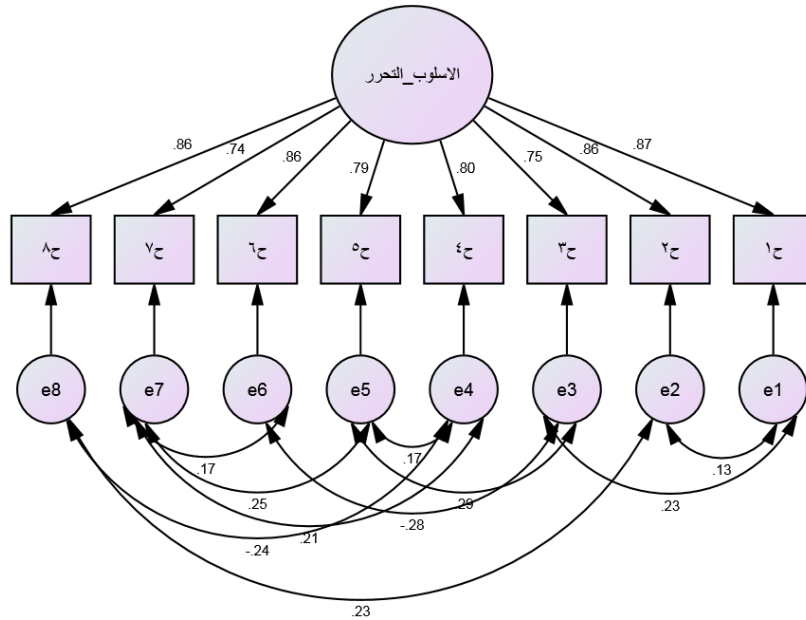 الاسلوب_التحرر
.86
.74
.86
.79
.80
.75
.86
.87
ح٨
ح٧
ح٦
ح٥
ح٤
ح٣
ح٢
ح١
e8
e7
e6
e5
e4
e3
e2
e1
.17
.17
.13
.25
.29
.23
-.28
.21
-.24
.23